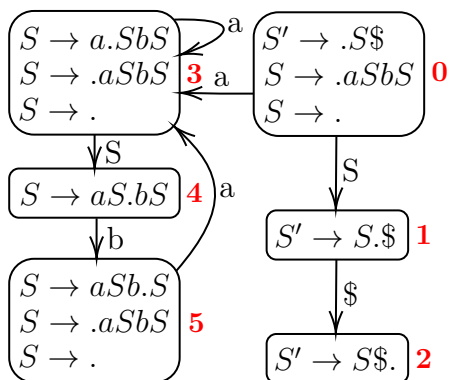 S → a.SbS
S → .aSbS
S → .
3
a
a
S' → .S$
S → .aSbS
S → .
0
S
S → aS.bS
4
b
S → aSb.S
S → .aSbS
S → .
5
a
S
S' → S.$
1
$
S' → S$.
2